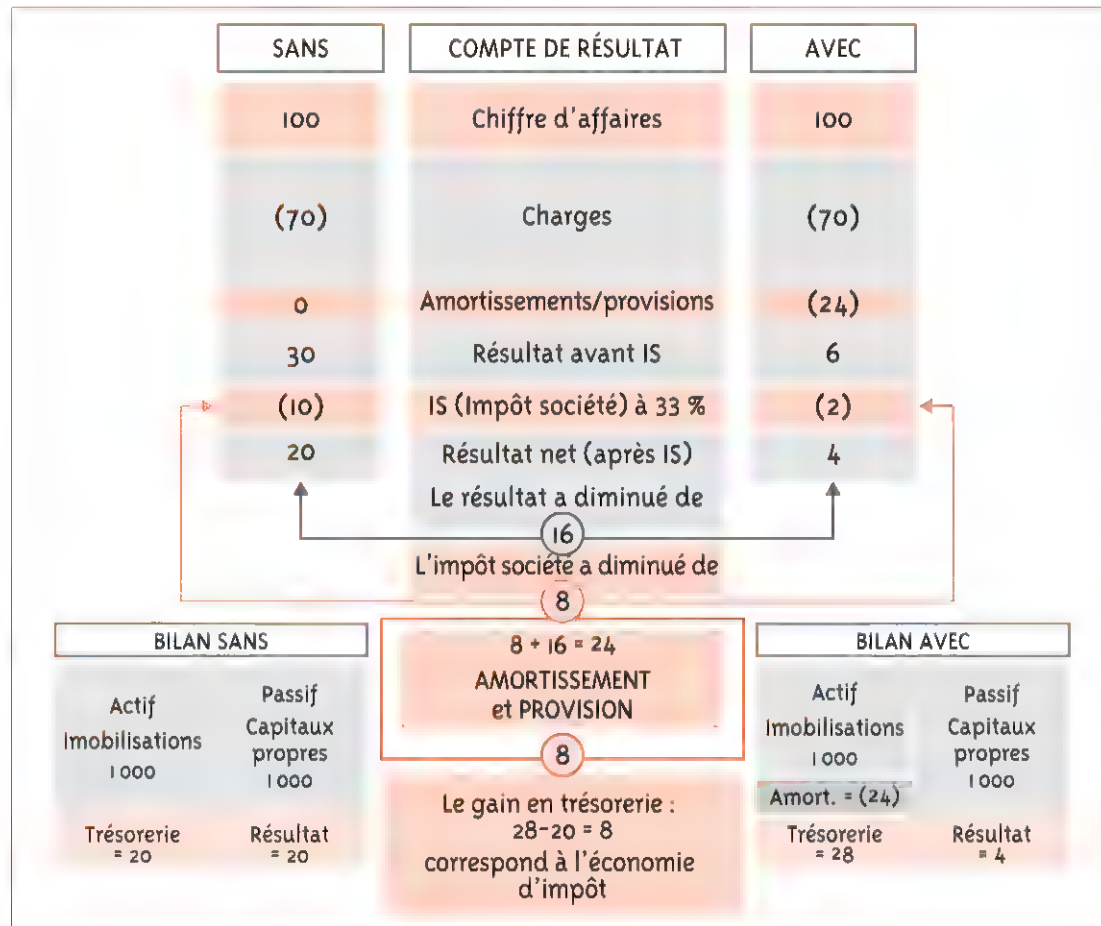 SANS COMPTE DE RÉSULTAT AVEC
100 Chiffre d'affaires 100
(70) Charges (70)
0 Amortissements/provisions (24)
30 Résultat avant IS 6
(10) IS (Impôt société) à 33 % (2)
20 Résultat net (après IS) 4
Le résultat a diminué de
16
L'impôt société a diminué de
8
BILAN SANS
Actif
Imobilisations
1 000
Trésorerie
= 20
Passif
Capitaux
propres
1 000
Résultat
= 20
8 + 16 = 24
AMORTISSEMENT
et PROVISION
8
Le gain en trésorerie :
28-20 = 8
correspond à l'économie
d'impôt
BILAN AVEC
Actif
Imobilisations
1 000
Amort. = (24)
Trésorerie
= 28
Passif
Capitaux
propres
1 000
Résultat
= 4